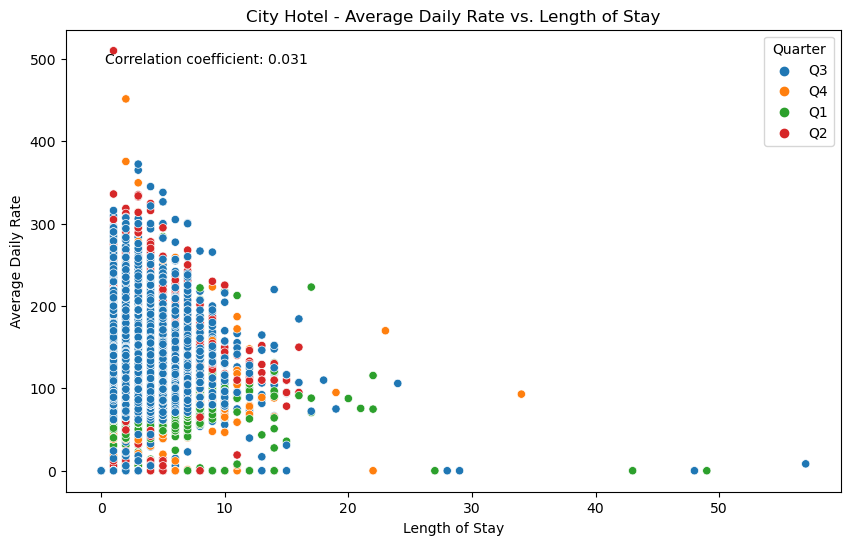 City Hotel - Average Daily Rate vs. Length of Stay
Correlation coefficient: 0.031
Quarter
Q3
Q4
Q1
Q2
500
400
300
200
100
0
Average Daily Rate
0 10 20 30 40 50
Length of Stay